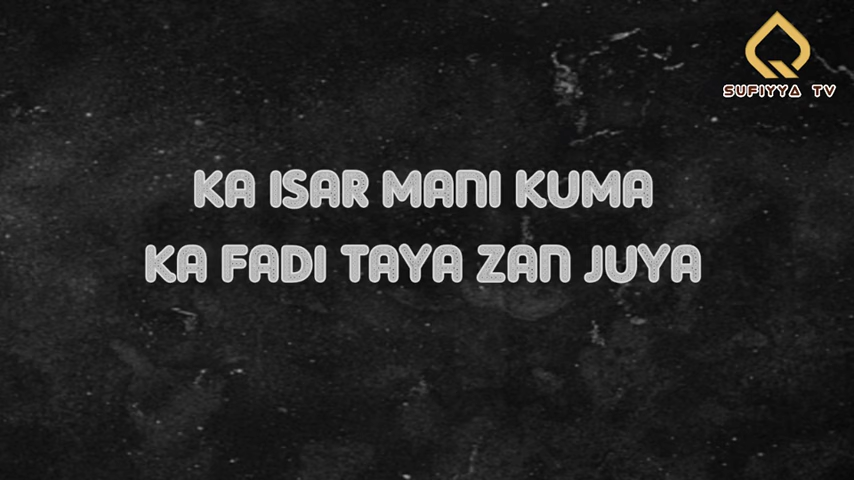 SUFIYYA TV
KA ISAR MANI KUMA
KA FADI TAYA ZAN JUYA